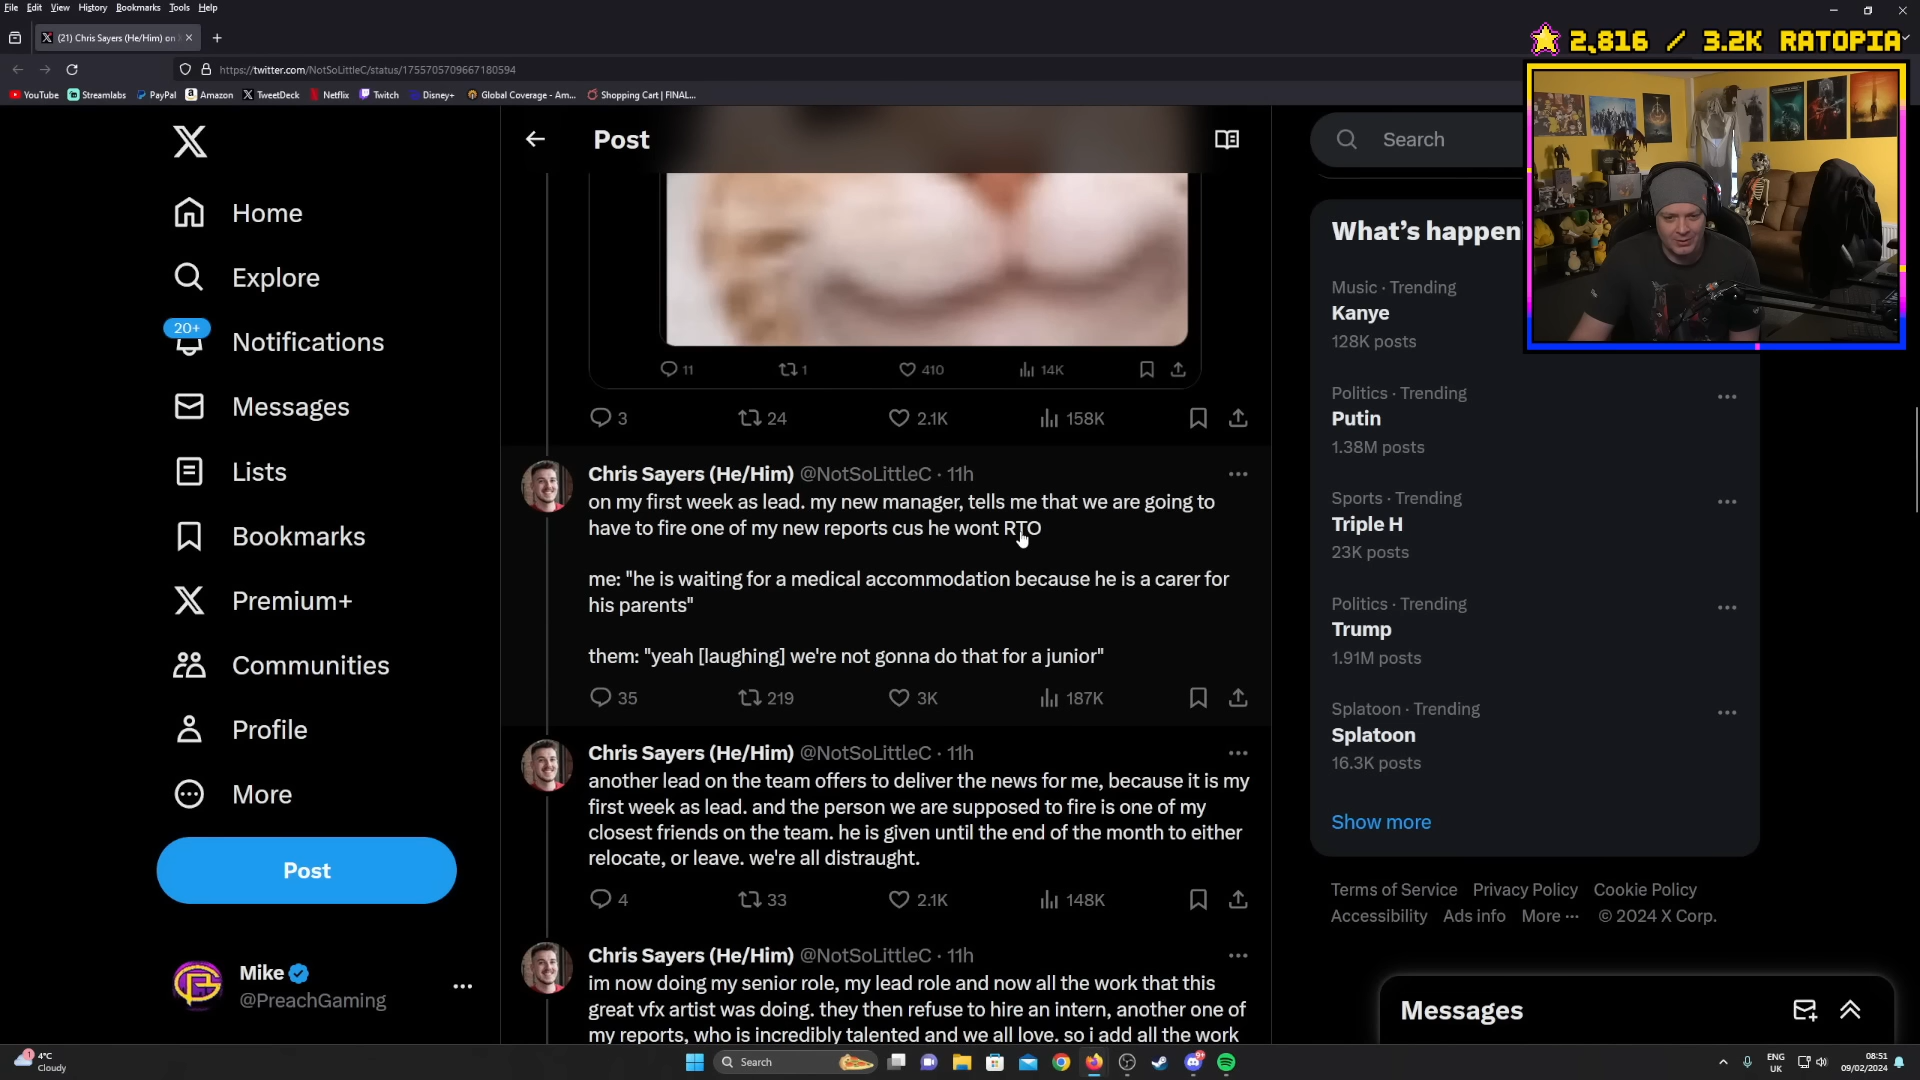 File Edit View History Bookmarks Tools Help
(21) Chris Sayers (He/Him) on
2,816 / 3.2K RATOPIA
https://twitter.com/NotSoLittleC/status/1755705709667180594
YouTube Streamlabs PayPal Amazon TweetDeck Netflix Twitch Disney+ Global Coverage - Am... Shopping Cart | FINAL...
Home
Explore
20+
Notifications
Messages
Lists
Bookmarks
Premium+
Communities
Profile
More
Post
Mike
@PreachGaming
Post
11 1 410 14K
3 24 2.1K 158K
Chris Sayers (He/Him) @NotSoLittleC · 11h
on my first week as lead. my new manager, tells me that we are going to
have to fire one of my new reports cus he wont RTO
me: "he is waiting for a medical accommodation because he is a carer for
his parents"
them: "yeah [laughing] we're not gonna do that for a junior"
35 219 3K 187K
Chris Sayers (He/Him) @NotSoLittleC · 11h
another lead on the team offers to deliver the news for me, because it is my
first week as lead. and the person we are supposed to fire is one of my
closest friends on the team. he is given until the end of the month to either
relocate, or leave. we're all distraught.
4 33 2.1K 148K
Chris Sayers (He/Him) @NotSoLittleC · 11h
im now doing my senior role, my lead role and now all the work that this
great vfx artist was doing. they then refuse to hire an intern, another one of
my reports, who is incredibly talented and we all love. so i add all the work
Search
What's happeni
Music · Trending
Kanye
128K posts
Politics · Trending
Putin
1.38M posts
Sports · Trending
Triple H
23K posts
Politics · Trending
Trump
1.91M posts
Splatoon · Trending
Splatoon
16.3K posts
Show more
Terms of Service Privacy Policy Cookie Policy
Accessibility Ads info More ··· © 2024 X Corp.
Messages
1 4°C
Cloudy
Search
ENG
UK
08:51
09/02/2024